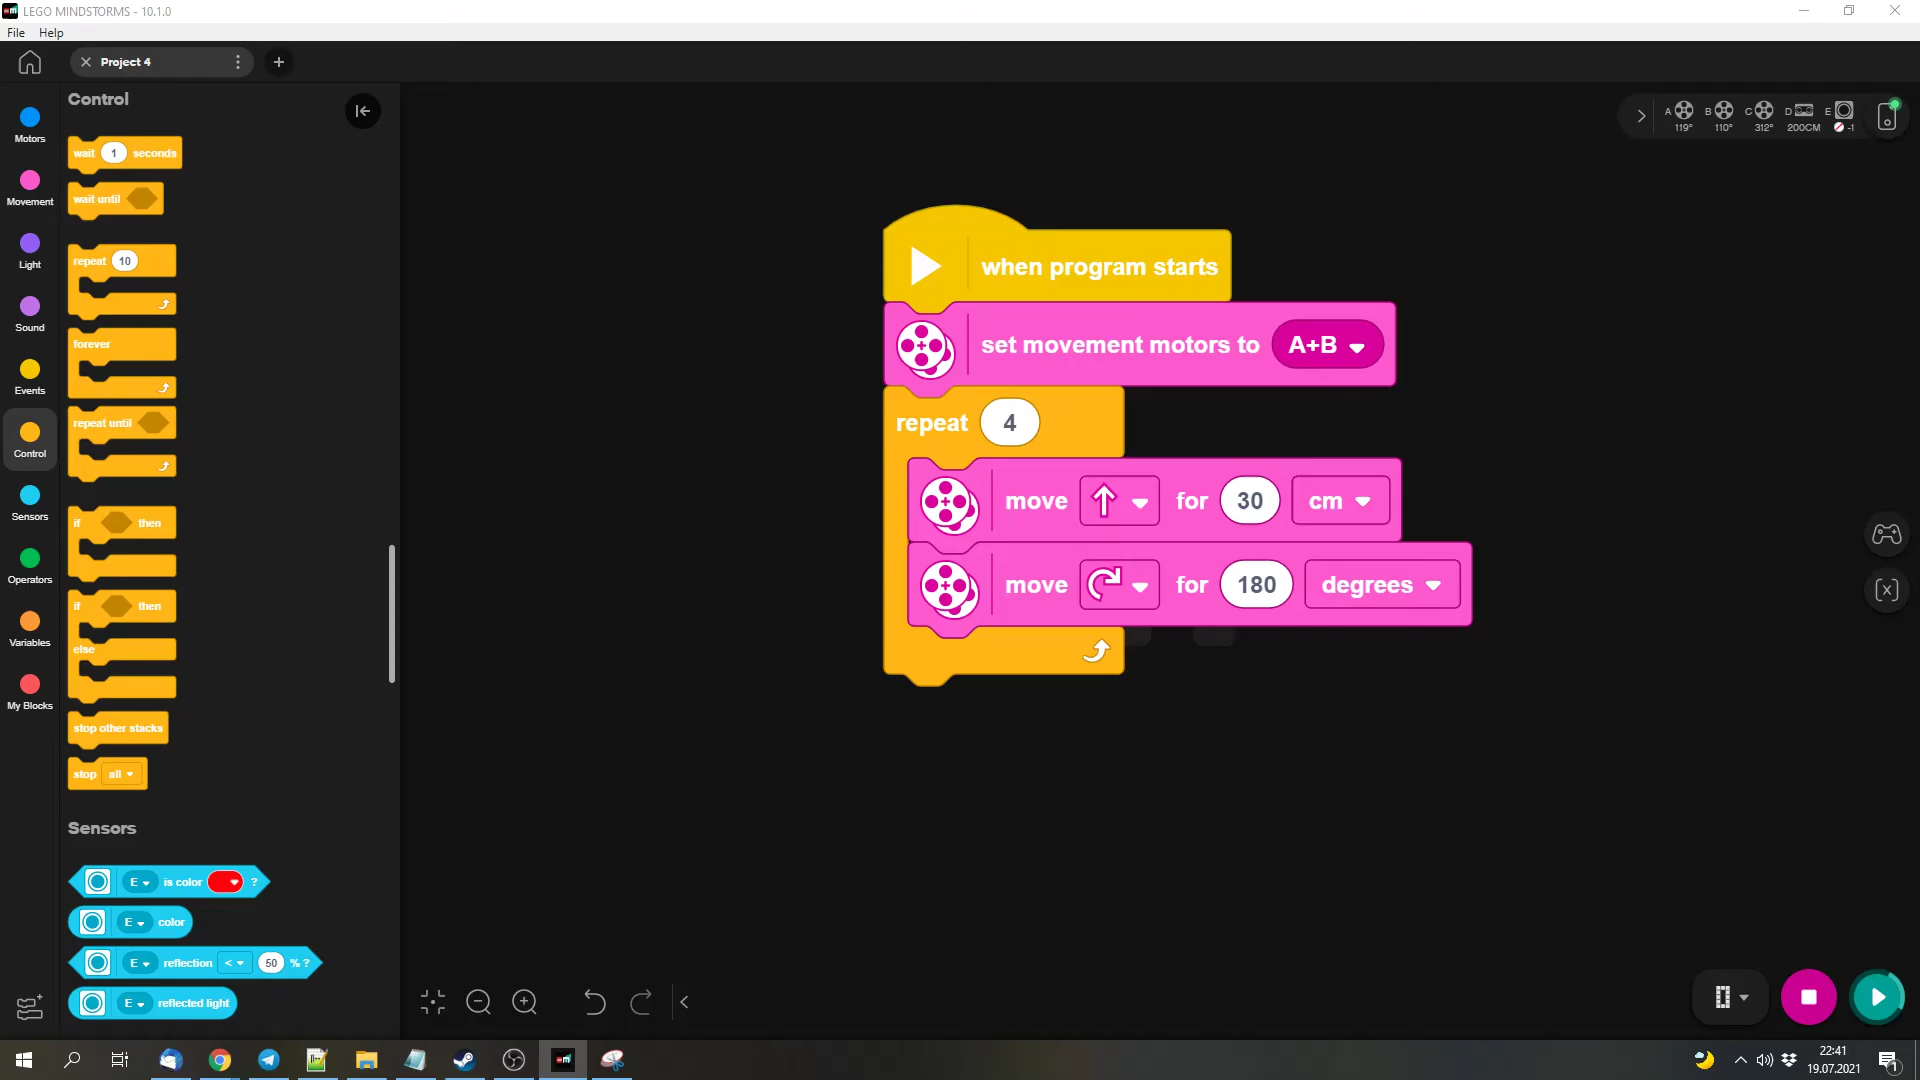 LEGO MINDSTORMS - 10.1.0
File Help
Project 4
Control
Motors
Movement
Light
Sound
Events
Control
Sensors
Operators
Variables
My Blocks
wait 1 seconds
wait until
repeat 10
forever
repeat until
if then
if then
else
stop other stacks
stop all
Sensors
E is color ?
E color
E reflection < 50 % ?
E reflected light
when program starts
set movement motors to A+B
repeat 4
move for 30 cm
move for 180 degrees
A B C D E
119° 110° 312° 200CM -1
22:41
19.07.2021
1